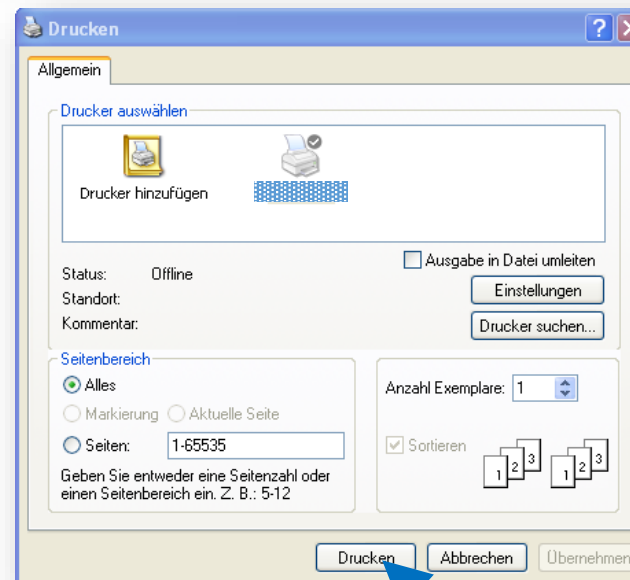 Drucken
Allgemein
Drucker auswählen
Drucker hinzufügen
Status: Offline
Standort:
Kommentar:
Ausgabe in Datei umleiten
Einstellungen
Drucker suchen...
Seitenbereich
Alles
Markierung Aktuelle Seite
Seiten: 1-65535
Geben Sie entweder eine Seitenzahl oder
einen Seitenbereich ein. Z. B.: 5-12
Anzahl Exemplare: 1
Sortieren
1 2 3 1 2 3
Drucken Abbrechen Übernehmen